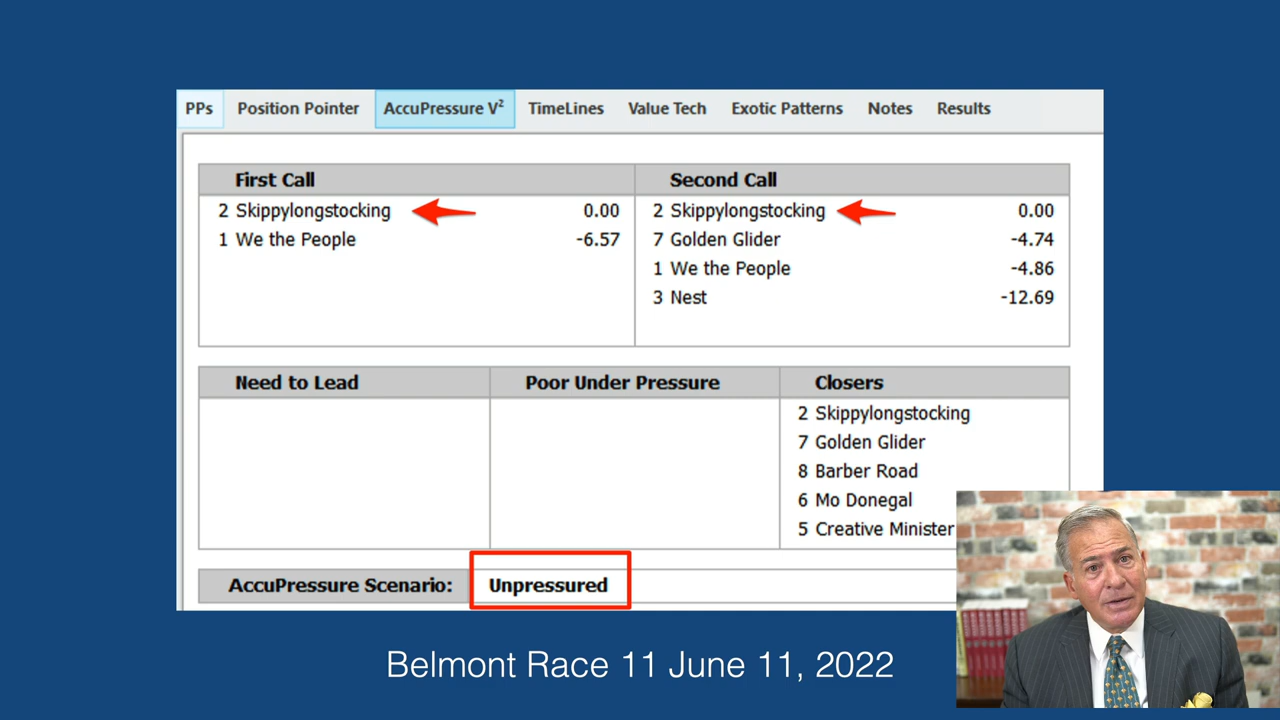 PPs Position Pointer AccuPressure V² TimeLines Value Tech Exotic Patterns Notes Results
First Call
2 Skippylongstocking 0.00
1 We the People -6.57
Second Call
2 Skippylongstocking 0.00
7 Golden Glider -4.74
1 We the People -4.86
3 Nest -12.69
Need to Lead
Poor Under Pressure
Closers
2 Skippylongstocking
7 Golden Glider
8 Barber Road
6 Mo Donegal
5 Creative Minister
AccuPressure Scenario: Unpressured
Belmont Race 11 June 11, 2022